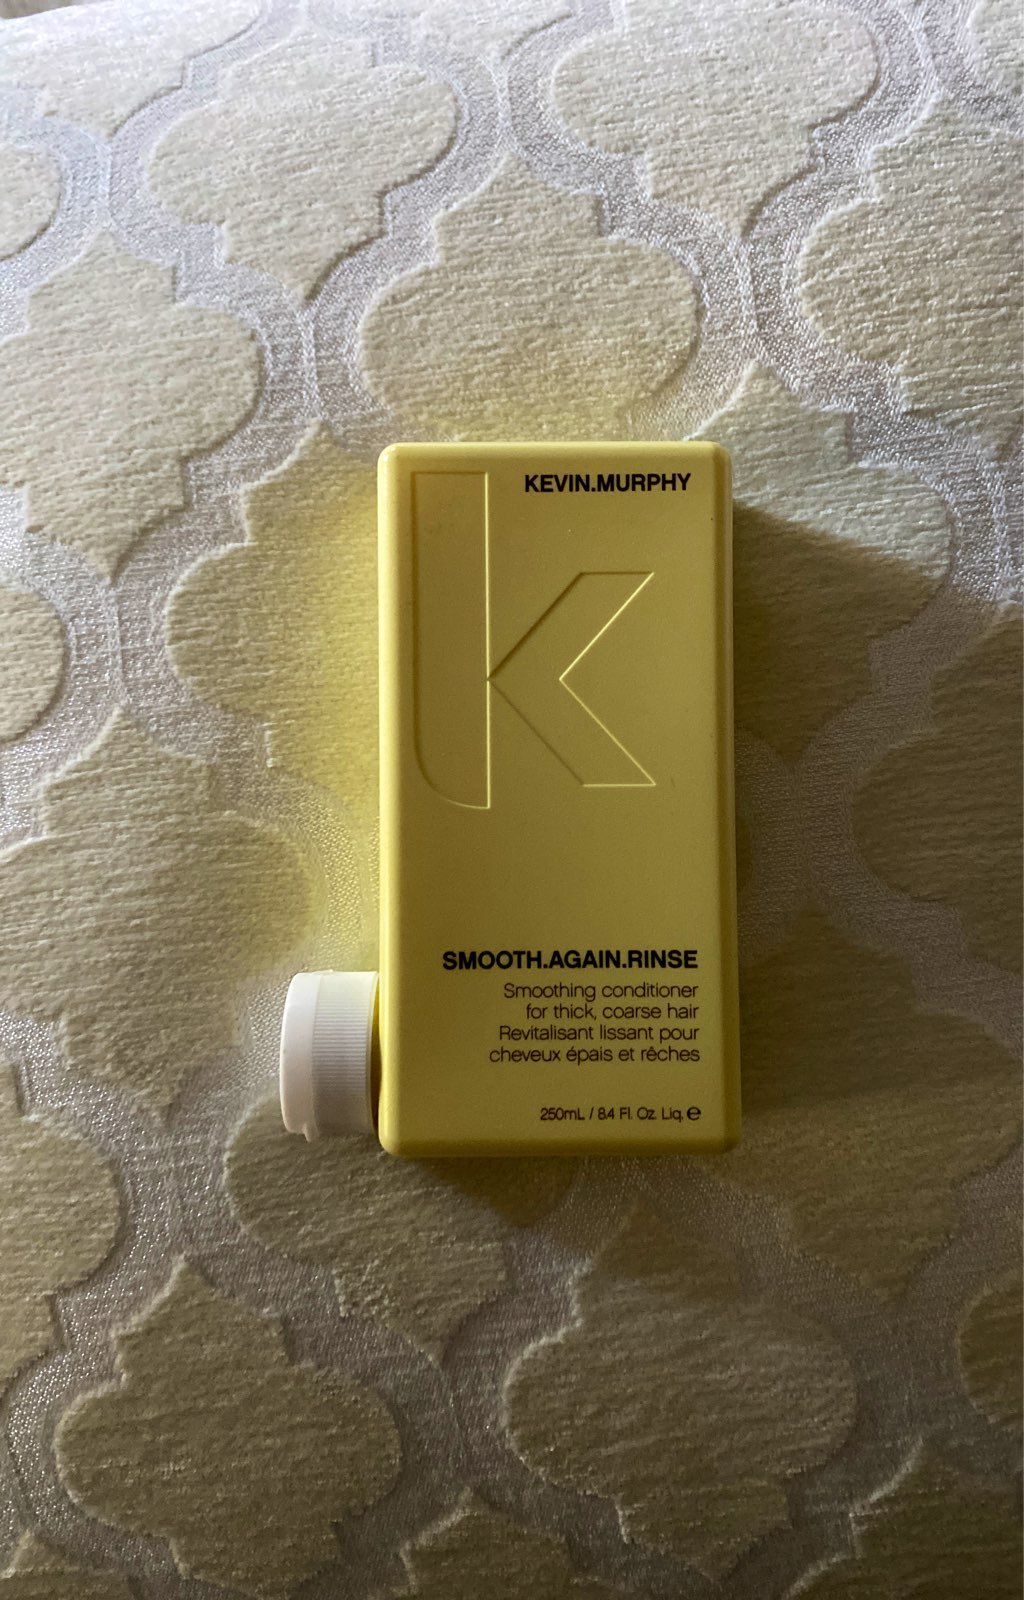 KEVIN.MURPHY
SMOOTH.AGAIN.RINSE
Smoothing conditioner
for thick, coarse hair
Revitalisant lissant pour
cheveux épais et rêches
250mL / 8.4 Fl. Oz. Liq. ℮